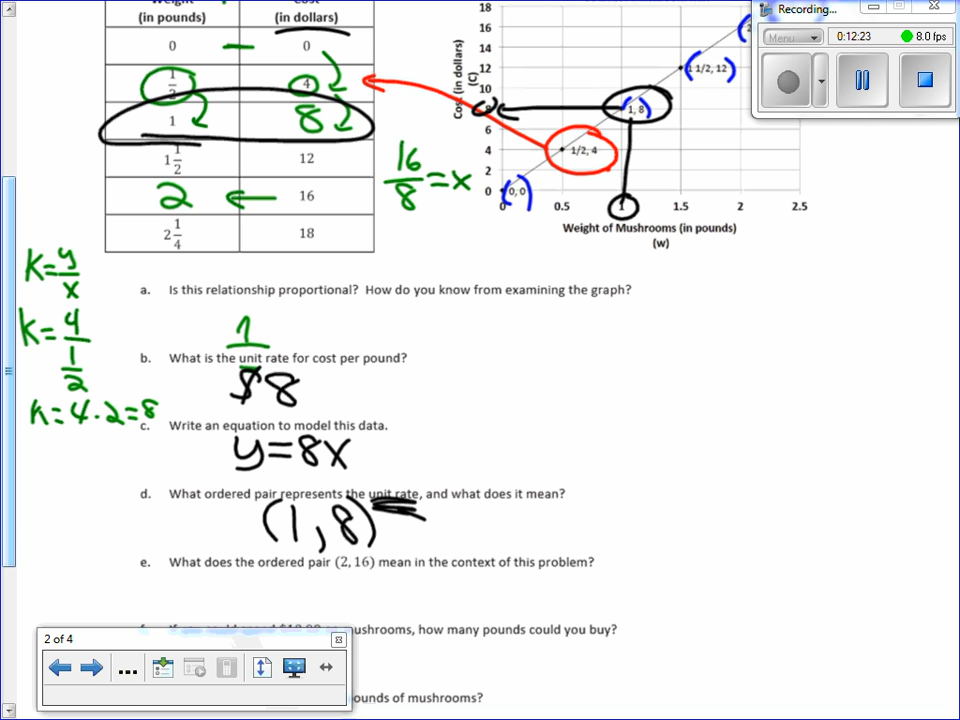 (in pounds) (in dollars)
0 – 0
1/2 4
1 8
1 1/2 12
2 ← 16
2 1/4 18
16/8 = x
Cost (in dollars)
(C)
18
16
14
12
10
8
6
4
2
0
0 0.5 1 1.5 2 2.5
0, 0
1/2, 4
1, 8
1 1/2, 12
Weight of Mushrooms (in pounds)
(w)
Recording...
Menu 0:12:23 8.0 fps
K = y/x
K = 4/(1/2)
K = 4 · 2 = 8
a. Is this relationship proportional? How do you know from examining the graph?
1
b. What is the unit rate for cost per pound?
$8
c. Write an equation to model this data.
y = 8x
d. What ordered pair represents the unit rate, and what does it mean?
(1, 8)
e. What does the ordered pair (2, 16) mean in the context of this problem?
mushrooms, how many pounds could you buy?
2 of 4
pounds of mushrooms?